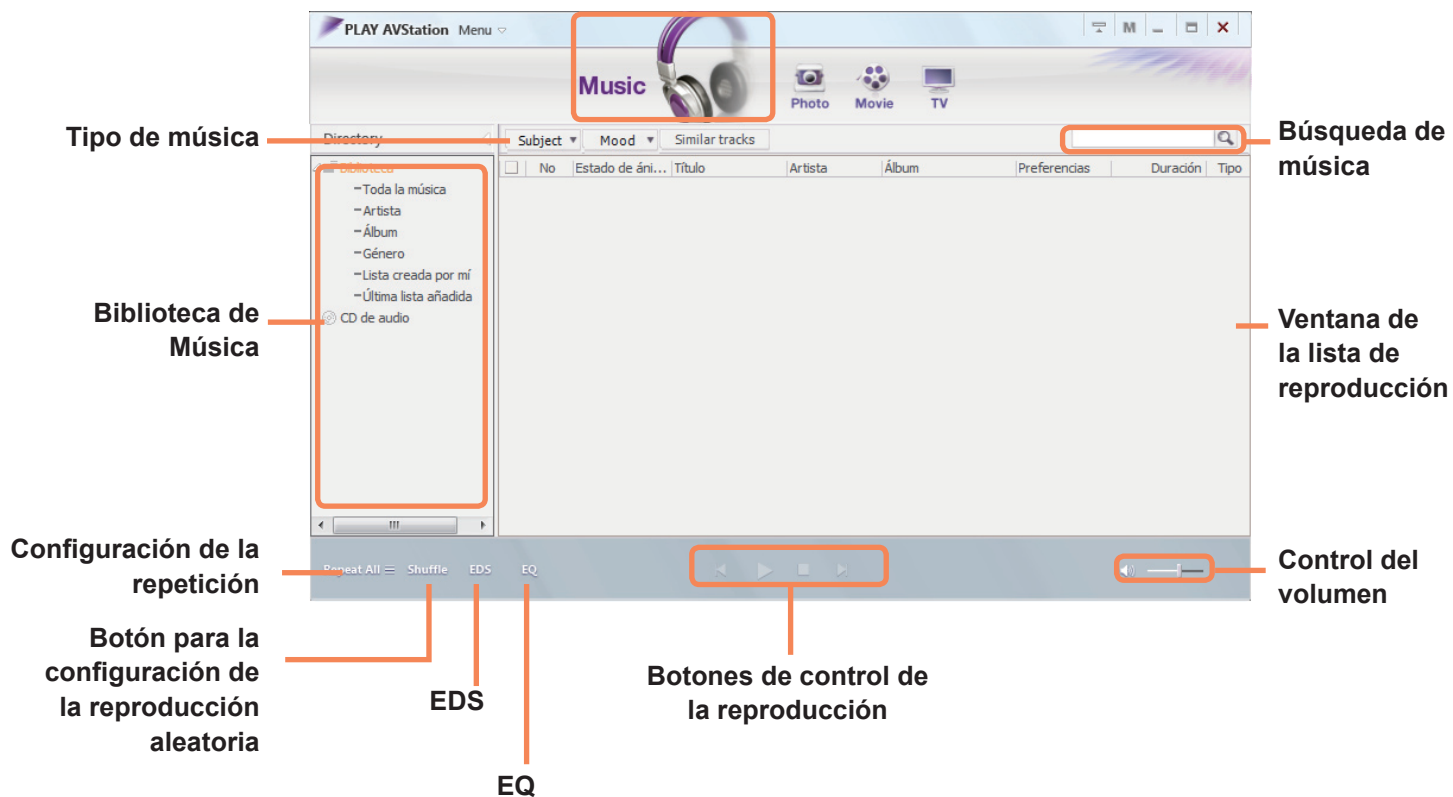 PLAY AVStation Menu
M
Music
Photo Movie TV
Tipo de música
Directory
Subject Mood Similar tracks
Búsqueda de
música
Biblioteca
No Estado de áni... Título Artista Álbum Preferencias Duración Tipo
Toda la música
Artista
Álbum
Género
Lista creada por mí
Última lista añadida
CD de audio
Biblioteca de
Música
Ventana de
la lista de
reproducción
Configuración de la
repetición
Repeat All Shuffle EDS EQ
Control del
volumen
Botón para la
configuración de
la reproducción
aleatoria
EDS
EQ
Botones de control de
la reproducción